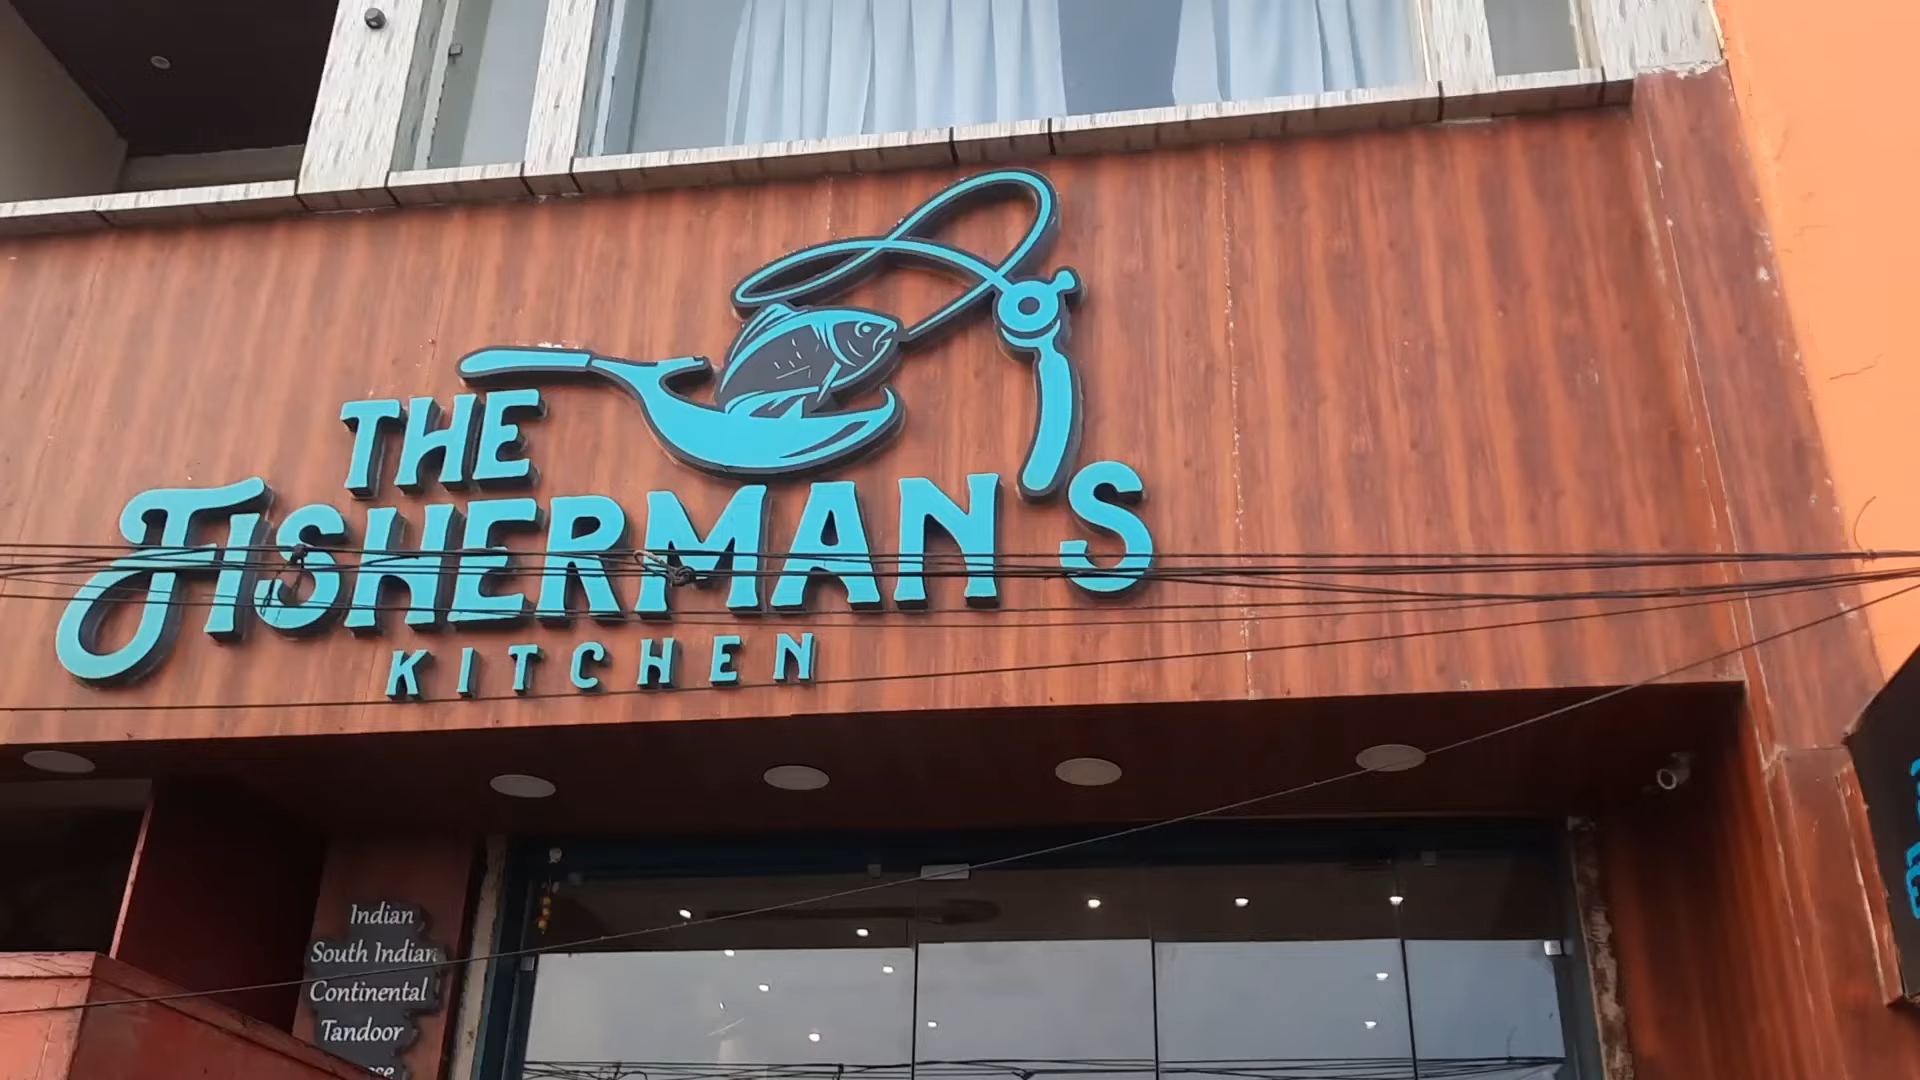 THE
FISHERMAN'S
KITCHEN
Indian
South Indian
Continental
Tandoor